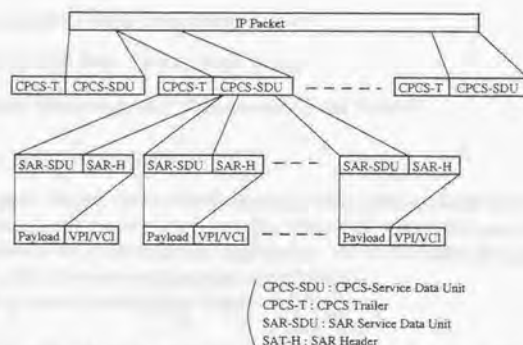 IP Packet
CPCS-T CPCS-SDU CPCS-T CPCS-SDU CPCS-T CPCS-SDU
SAR-SDU SAR-H SAR-SDU SAR-H SAR-SDU SAR-H
Payload VPI/VCI Payload VPI/VCI Payload VPI/VCI
CPCS-SDU : CPCS-Service Data Unit
CPCS-T : CPCS Trailer
SAR-SDU : SAR Service Data Unit
SAT-H : SAR Header